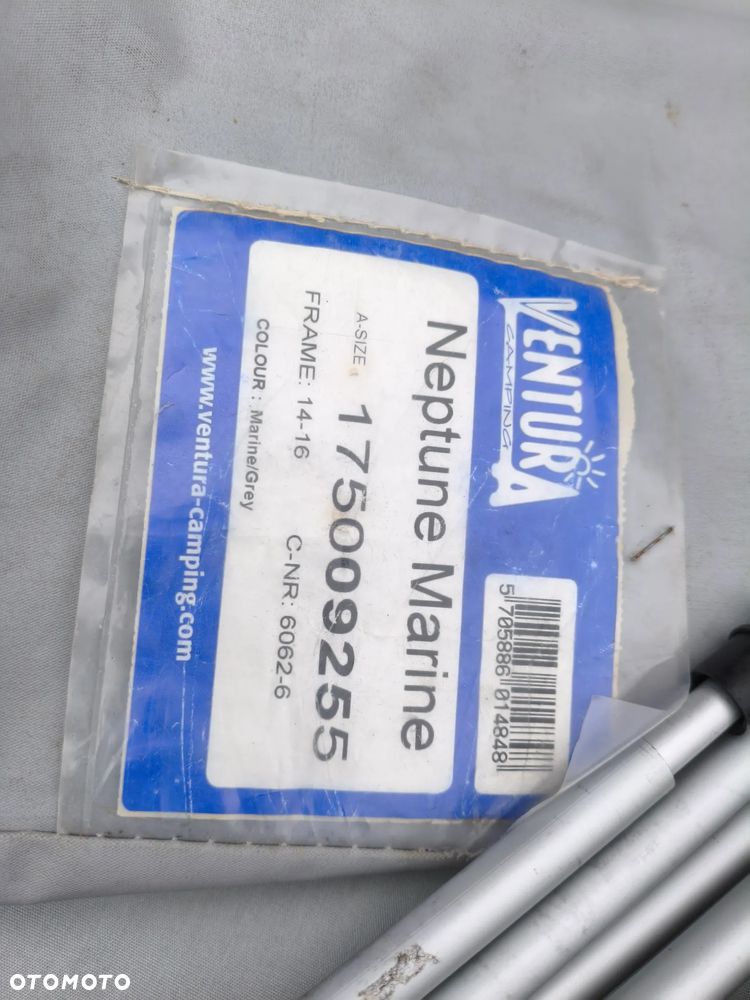 VENTURA
CAMPING
5 705886 014848
Neptune Marine
A-SIZE 175009255
FRAME: 14-16 C-NR: 6062-6
COLOUR: Marine/Grey
www.ventura-camping.com
OTOMOTO